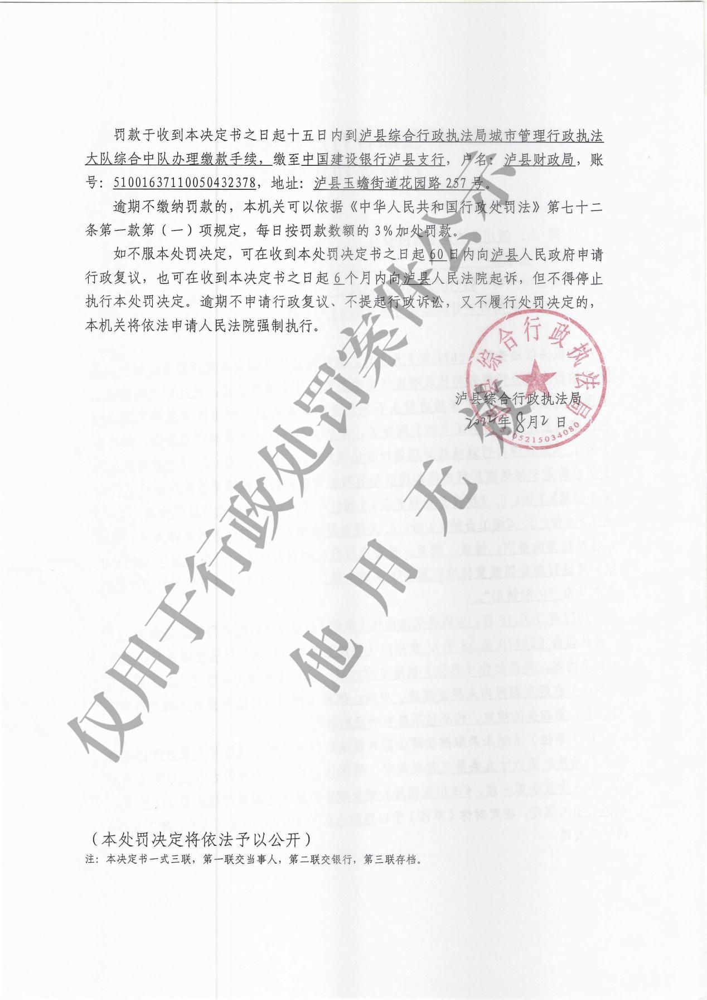 罚款于收到本决定书之日起十五日内到泸县综合行政执法局城市管理行政执法
大队综合中队办理缴款手续，缴至中国建设银行泸县支行，户名：泸县财政局，账
号：51001637110050432378，地址：泸县玉蟾街道花园路257号。
逾期不缴纳罚款的，本机关可以依据《中华人民共和国行政处罚法》第七十二
条第一款第（一）项规定，每日按罚款数额的3%加处罚款。
如不服本处罚决定，可在收到本处罚决定书之日起60日内向泸县人民政府申请
行政复议，也可在收到本决定书之日起6个月内向泸县人民法院起诉，但不得停止
执行本处罚决定。逾期不申请行政复议、不提起行政诉讼，又不履行处罚决定的，
本机关将依法申请人民法院强制执行。
泸县综合行政执法局
2022年8月2日
泸县综合行政执法局
5105215034080
仅用于行政处罚案件公示
他用无效
（本处罚决定将依法予以公开）
注：本决定书一式三联，第一联交当事人，第二联交银行，第三联存档。